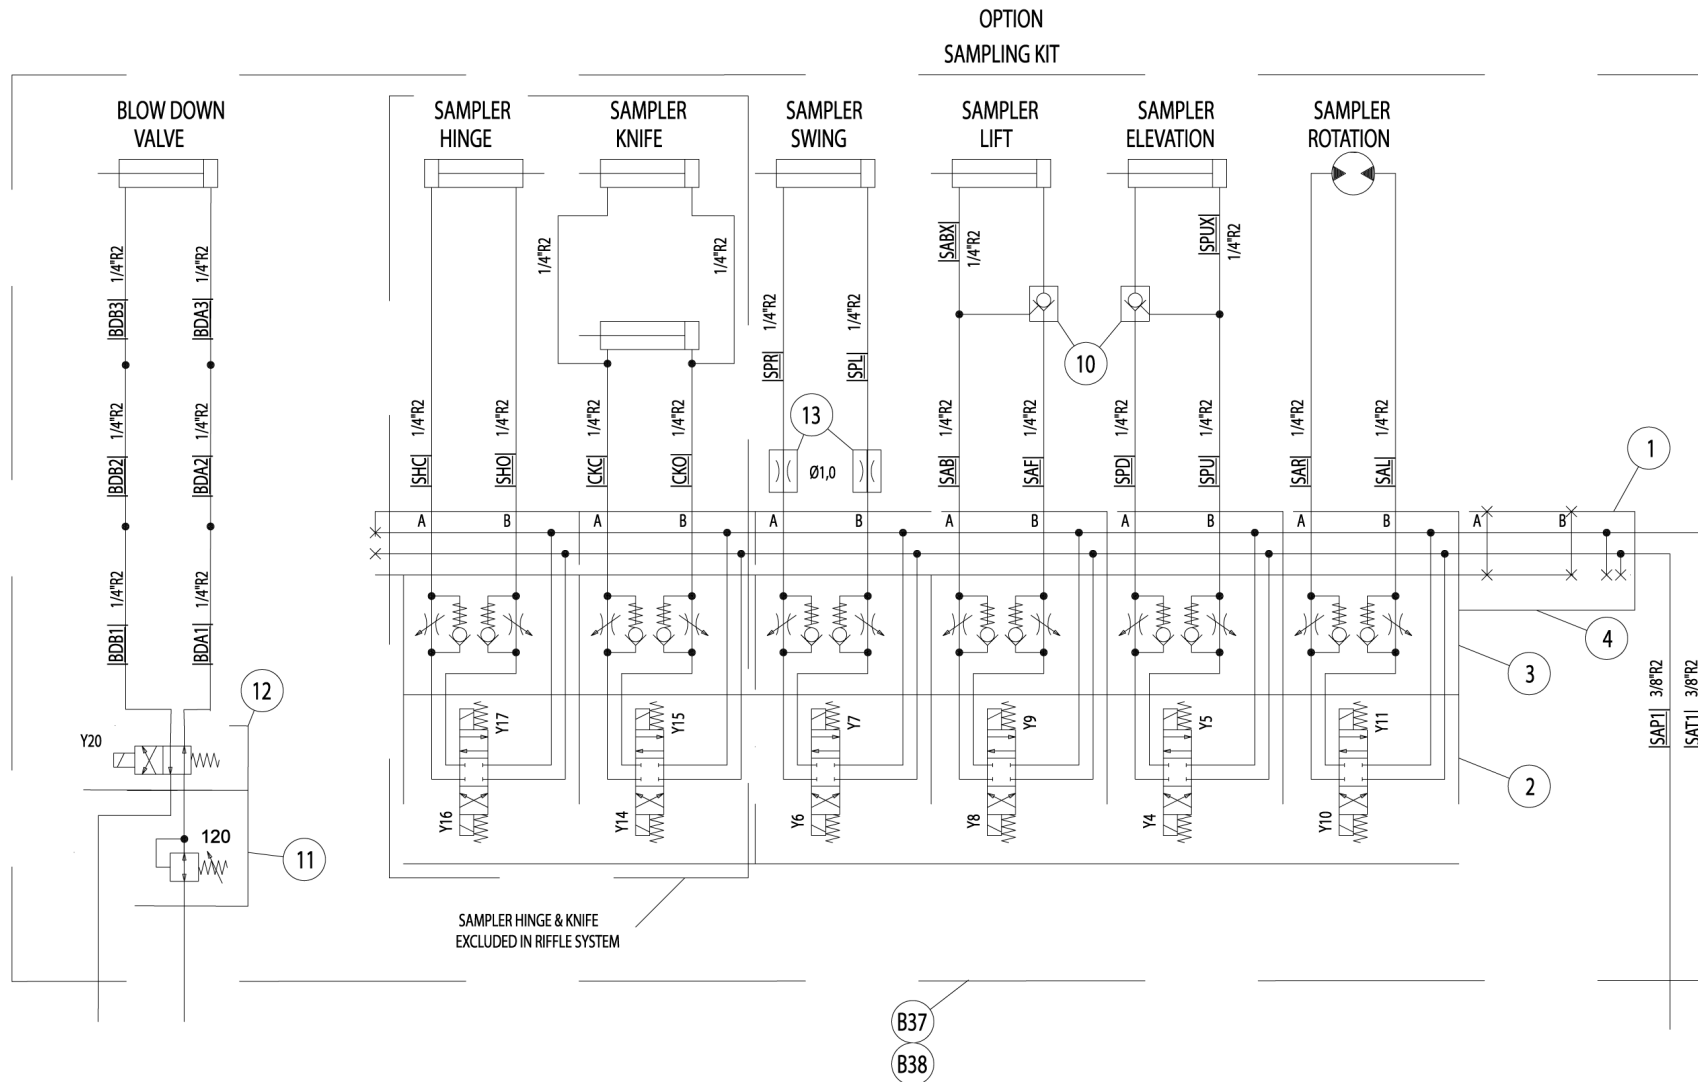 OPTION
SAMPLING KIT
BLOW DOWN
VALVE
SAMPLER
HINGE
SAMPLER
KNIFE
SAMPLER
SWING
SAMPLER
LIFT
SAMPLER
ELEVATION
SAMPLER
ROTATION
1/4"R2
1/4"R2
1/4"R2
1/4"R2
SABX
1/4"R2
SPUX
1/4"R2
BDB3
BDA3
1/4"R2
1/4"R2
SPR
SPL
10
1/4"R2
1/4"R2
1/4"R2
1/4"R2
1/4"R2
1/4"R2
13
1/4"R2
1/4"R2
1/4"R2
1/4"R2
1/4"R2
1/4"R2
1
BDB2
BDA2
SHC
SHO
CKC
CKO
Ø1,0
SAB
SAF
SPD
SPU
SAR
SAL
A
B
A
B
A
B
A
B
A
B
A
B
A
B
1/4"R2
1/4"R2
BDB1
BDA1
4
3
12
3/8"R2
3/8"R2
SAP1
SAT1
Y20
Y17
Y15
Y7
Y9
Y5
Y11
2
Y16
Y14
Y6
Y8
Y4
Y10
120
11
SAMPLER HINGE & KNIFE
EXCLUDED IN RIFFLE SYSTEM
B37
B38